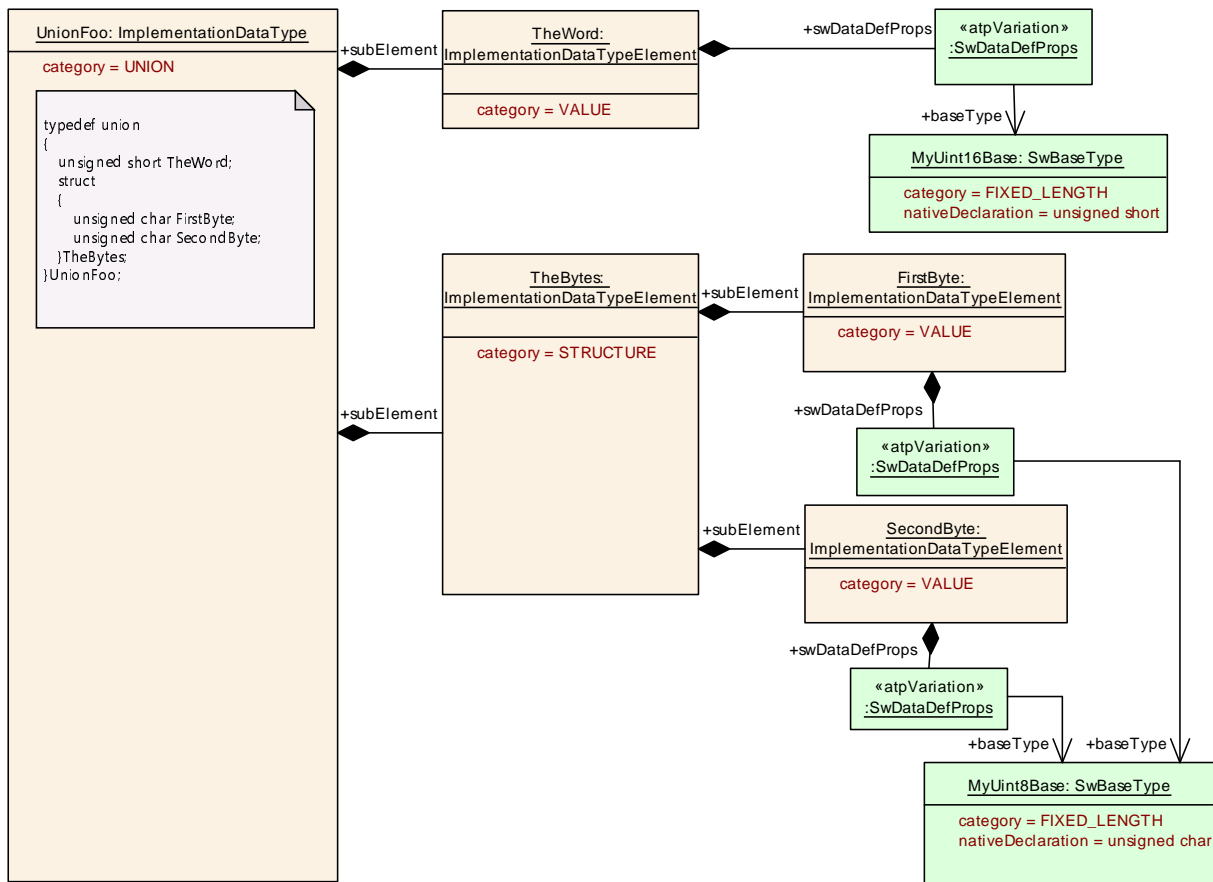 UnionFoo: ImplementationDataType
category = UNION
typedef union
{
unsigned short TheWord;
struct
{
unsigned char FirstByte;
unsigned char SecondByte;
}TheBytes;
}UnionFoo;
+subElement
TheWord:
ImplementationDataTypeElement
category = VALUE
+swDataDefProps
«atpVariation»
:SwDataDefProps
+baseType
MyUint16Base: SwBaseType
category = FIXED_LENGTH
nativeDeclaration = unsigned short
+subElement
TheBytes:
ImplementationDataTypeElement
category = STRUCTURE
+subElement
FirstByte:
ImplementationDataTypeElement
category = VALUE
+swDataDefProps
«atpVariation»
:SwDataDefProps
+subElement
SecondByte:
ImplementationDataTypeElement
category = VALUE
+swDataDefProps
«atpVariation»
:SwDataDefProps
+baseType
+baseType
MyUint8Base: SwBaseType
category = FIXED_LENGTH
nativeDeclaration = unsigned char